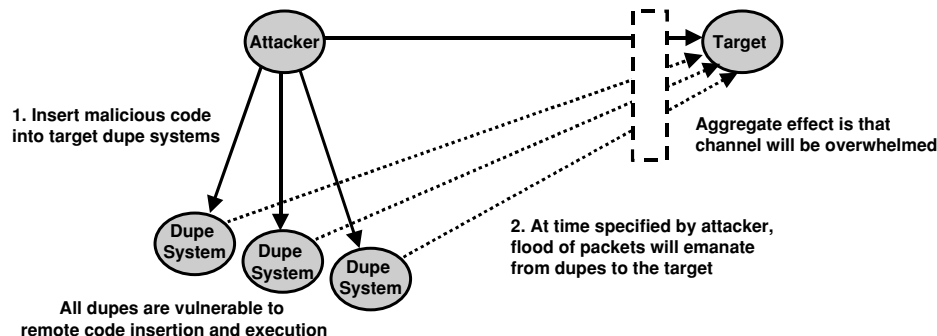 Attacker
Target
1. Insert malicious code
into target dupe systems
Aggregate effect is that
channel will be overwhelmed
Dupe
System
Dupe
System
Dupe
System
2. At time specified by attacker,
flood of packets will emanate
from dupes to the target
All dupes are vulnerable to
remote code insertion and execution